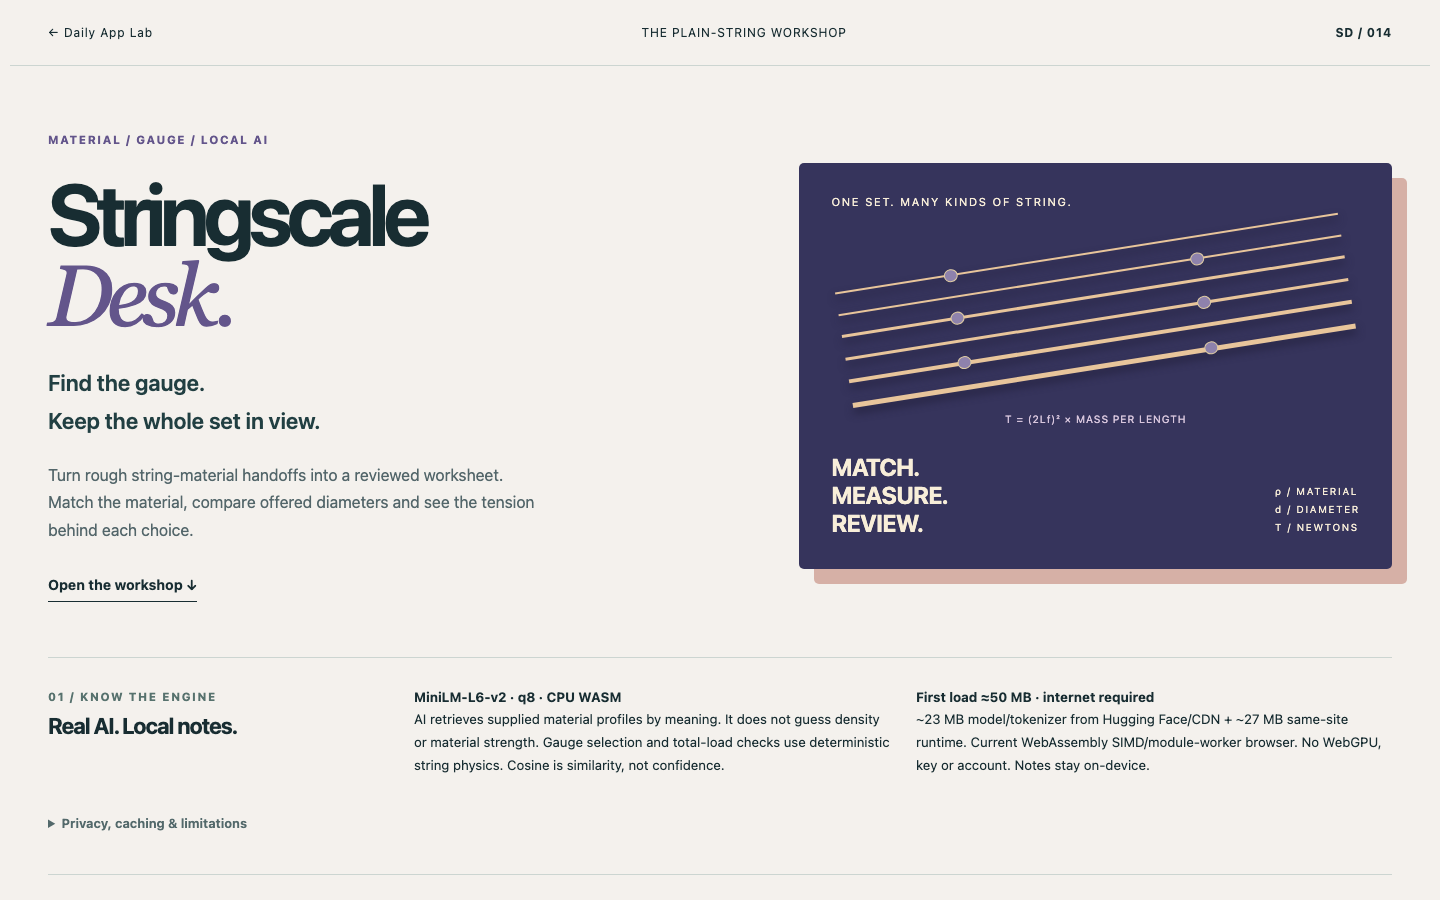 ← Daily App Lab
THE PLAIN-STRING WORKSHOP
SD / 014
MATERIAL / GAUGE / LOCAL AI
Stringscale
Desk.
Find the gauge.
Keep the whole set in view.
Turn rough string-material handoffs into a reviewed worksheet.
Match the material, compare offered diameters and see the tension
behind each choice.
Open the workshop ↓
ONE SET. MANY KINDS OF STRING.
T = (2Lf)² × MASS PER LENGTH
MATCH.
MEASURE.
REVIEW.
ρ / MATERIAL
d / DIAMETER
T / NEWTONS
01 / KNOW THE ENGINE
Real AI. Local notes.
MiniLM-L6-v2 · q8 · CPU WASM
AI retrieves supplied material profiles by meaning. It does not guess density
or material strength. Gauge selection and total-load checks use deterministic
string physics. Cosine is similarity, not confidence.
First load ≈50 MB · internet required
~23 MB model/tokenizer from Hugging Face/CDN + ~27 MB same-site
runtime. Current WebAssembly SIMD/module-worker browser. No WebGPU,
key or account. Notes stay on-device.
▶ Privacy, caching & limitations